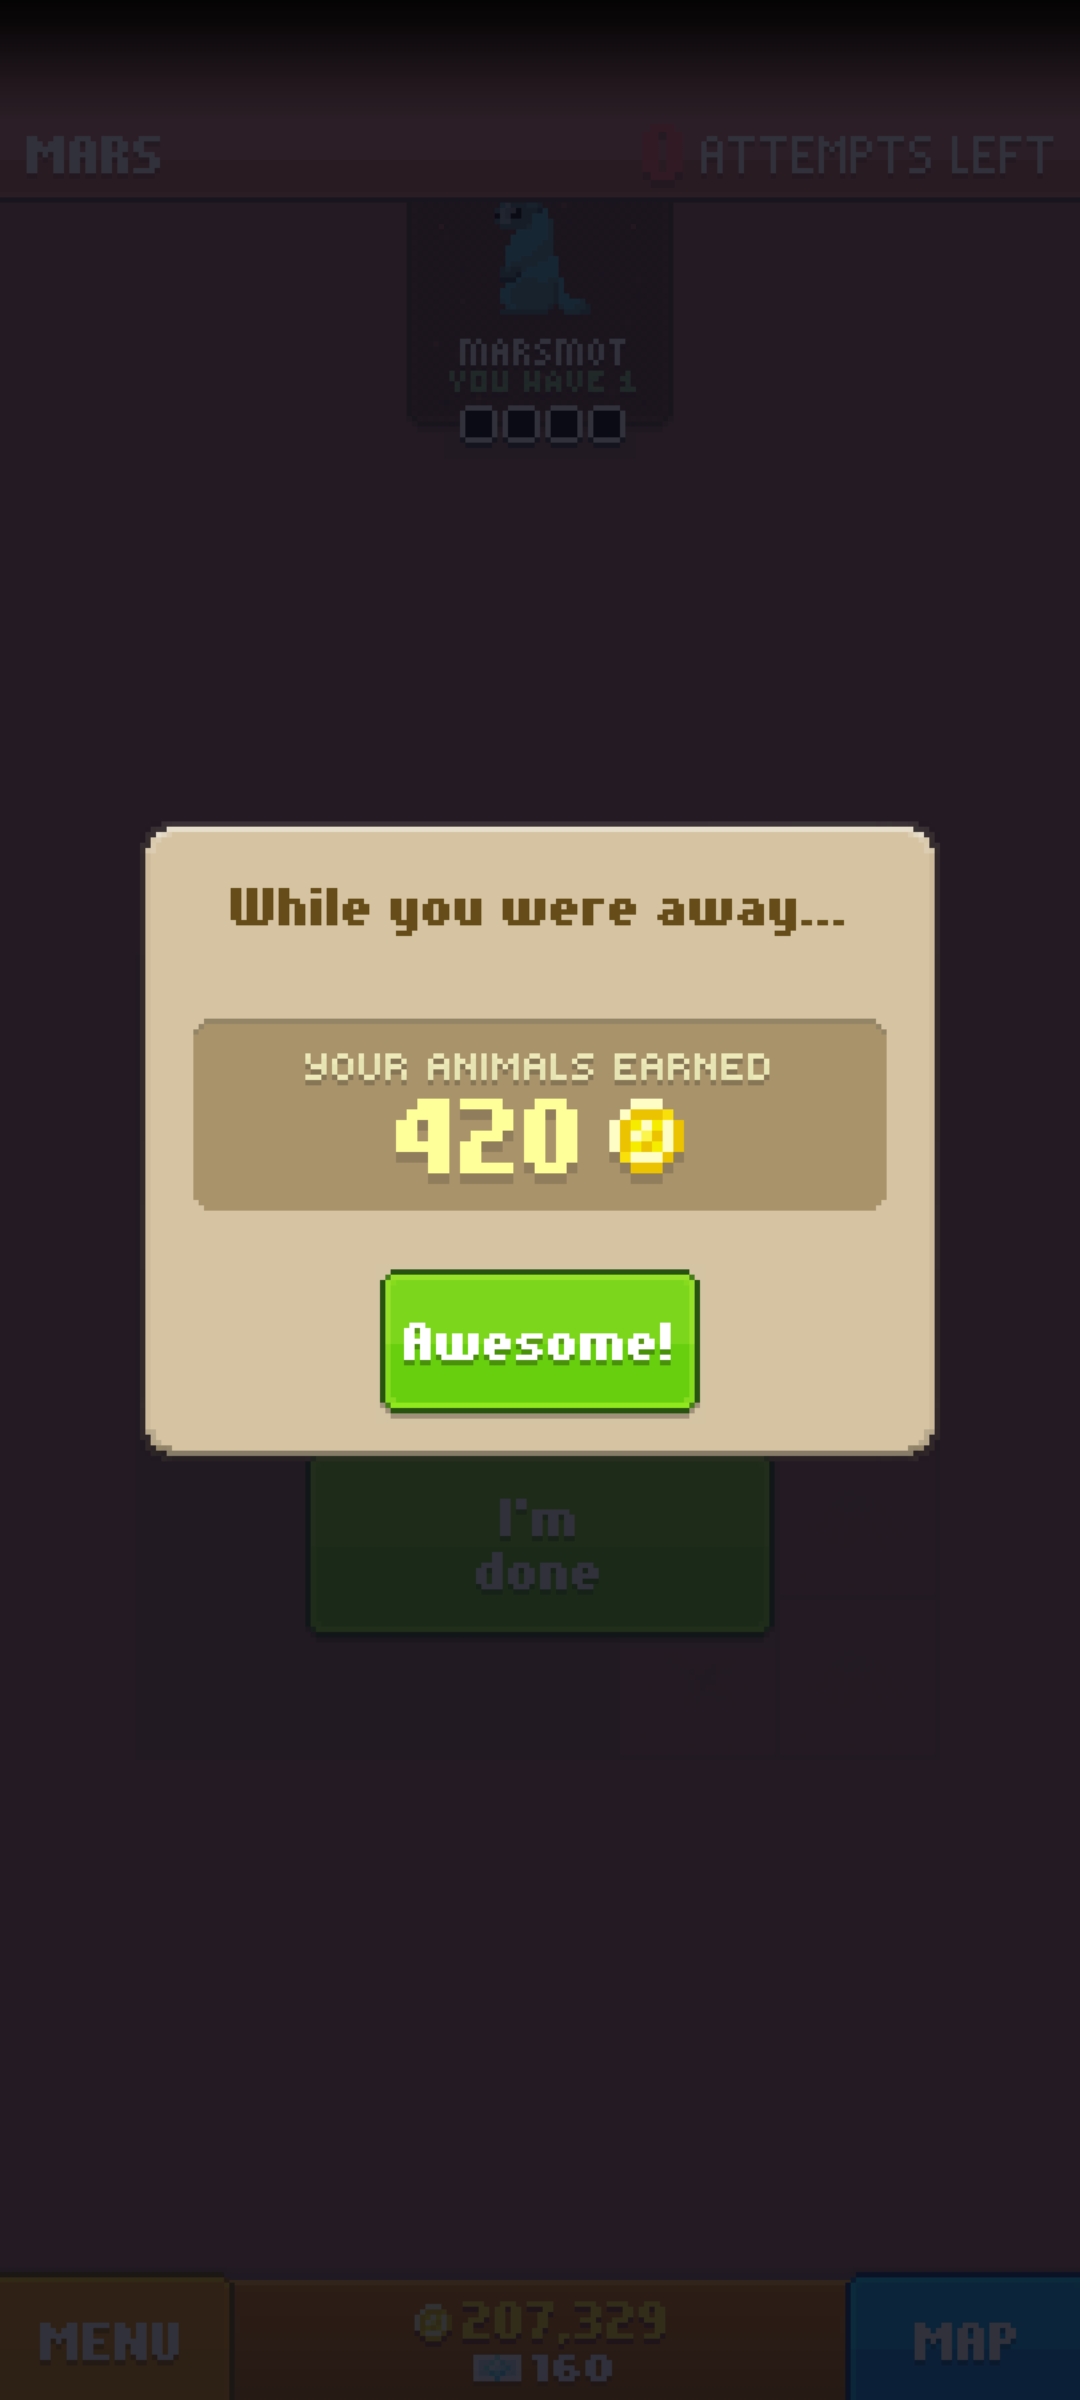 MARS
0 ATTEMPTS LEFT
MARSMOT
YOU HAVE 1
While you were away...
YOUR ANIMALS EARNED
420
Awesome!
I'm
done
MENU
207,329
160
MAP